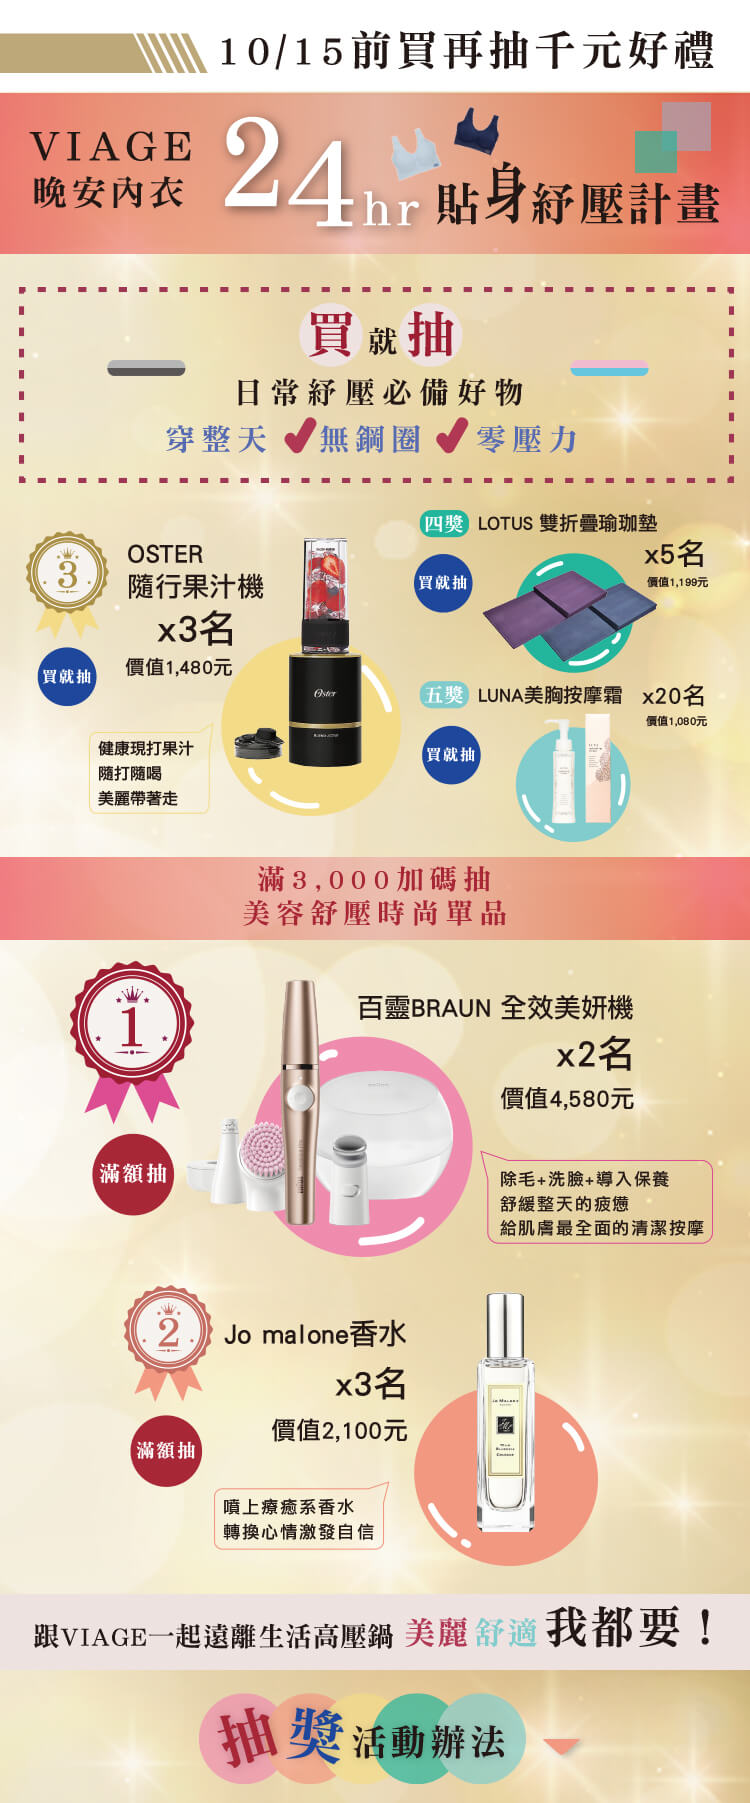 10/15前買再抽千元好禮
VIAGE
晚安內衣
24hr 貼身紓壓計畫
買就抽
日常紓壓必備好物
穿整天 無鋼圈 零壓力
3
OSTER
隨行果汁機
x3名
價值1,480元
買就抽
健康現打果汁
隨打隨喝
美麗帶著走
Oster
四獎 LOTUS 雙折疊瑜珈墊
x5名
價值1,199元
買就抽
五獎 LUNA美胸按摩霜 x20名
價值1,080元
買就抽
滿3,000加碼抽
美容舒壓時尚單品
1
滿額抽
百靈BRAUN 全效美妍機
x2名
價值4,580元
除毛+洗臉+導入保養
舒緩整天的疲憊
給肌膚最全面的清潔按摩
2
滿額抽
Jo malone香水
x3名
價值2,100元
噴上療癒系香水
轉換心情激發自信
Jo Malone
跟VIAGE一起遠離生活高壓鍋 美麗 舒適 我都要！
抽獎活動辦法